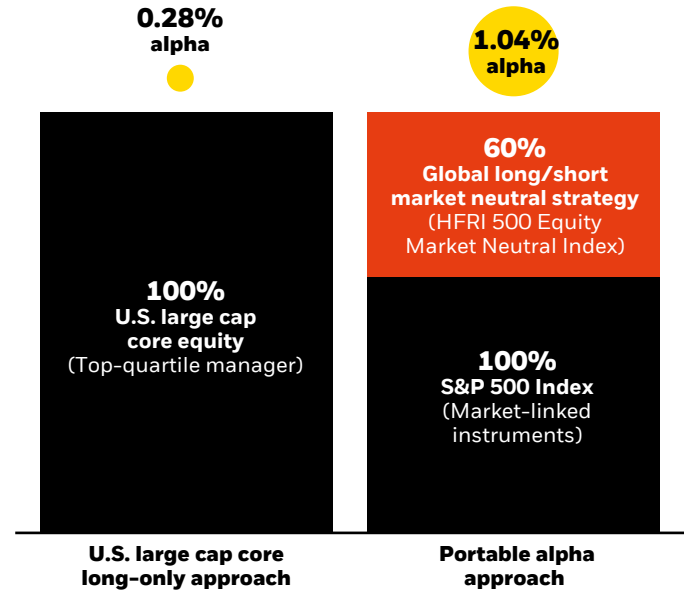 0.28%
alpha
1.04%
alpha
100%
U.S. large cap
core equity
(Top-quartile manager)
60%
Global long/short
market neutral strategy
(HFRI 500 Equity
Market Neutral Index)
100%
S&P 500 Index
(Market-linked
instruments)
U.S. large cap core
long-only approach
Portable alpha
approach